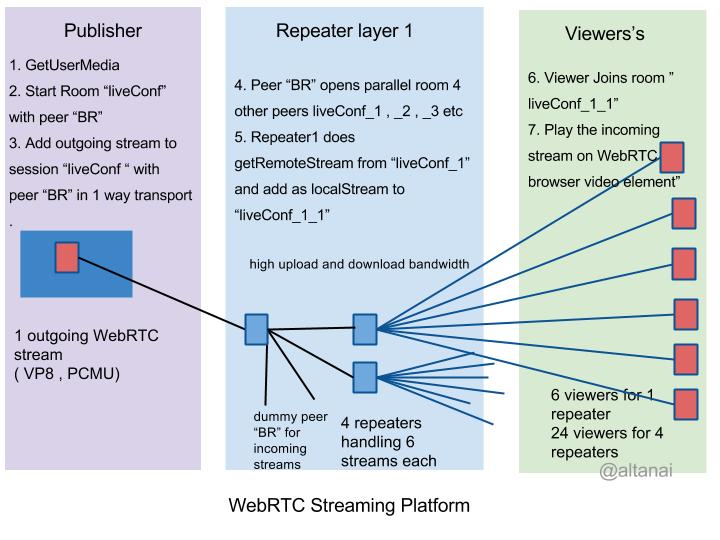 Publisher
1. GetUserMedia
2. Start Room “liveConf”
with peer “BR”
3. Add outgoing stream to
session “liveConf “ with
peer “BR” in 1 way transport
.
1 outgoing WebRTC
stream
( VP8 , PCMU)
Repeater layer 1
4. Peer “BR” opens parallel room 4
other peers liveConf_1 , _2 , _3 etc
5. Repeater1 does
getRemoteStream from “liveConf_1”
and add as localStream to
“liveConf_1_1”
high upload and download bandwidth
dummy peer
“BR” for
incoming
streams
4 repeaters
handling 6
streams each
Viewers’s
6. Viewer Joins room ”
liveConf_1_1”
7. Play the incoming
stream on WebRTC
browser video element”
6 viewers for 1
repeater
24 viewers for 4
repeaters
@altanai
WebRTC Streaming Platform